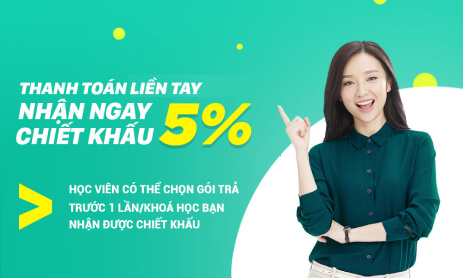 THANH TOÁN LIỀN TAY
NHẬN NGAY
CHIẾT KHẤU 5%
HỌC VIÊN CÓ THỂ CHỌN GÓI TRẢ
TRƯỚC 1 LẦN/KHOÁ HỌC BẠN
NHẬN ĐƯỢC CHIẾT KHẤU